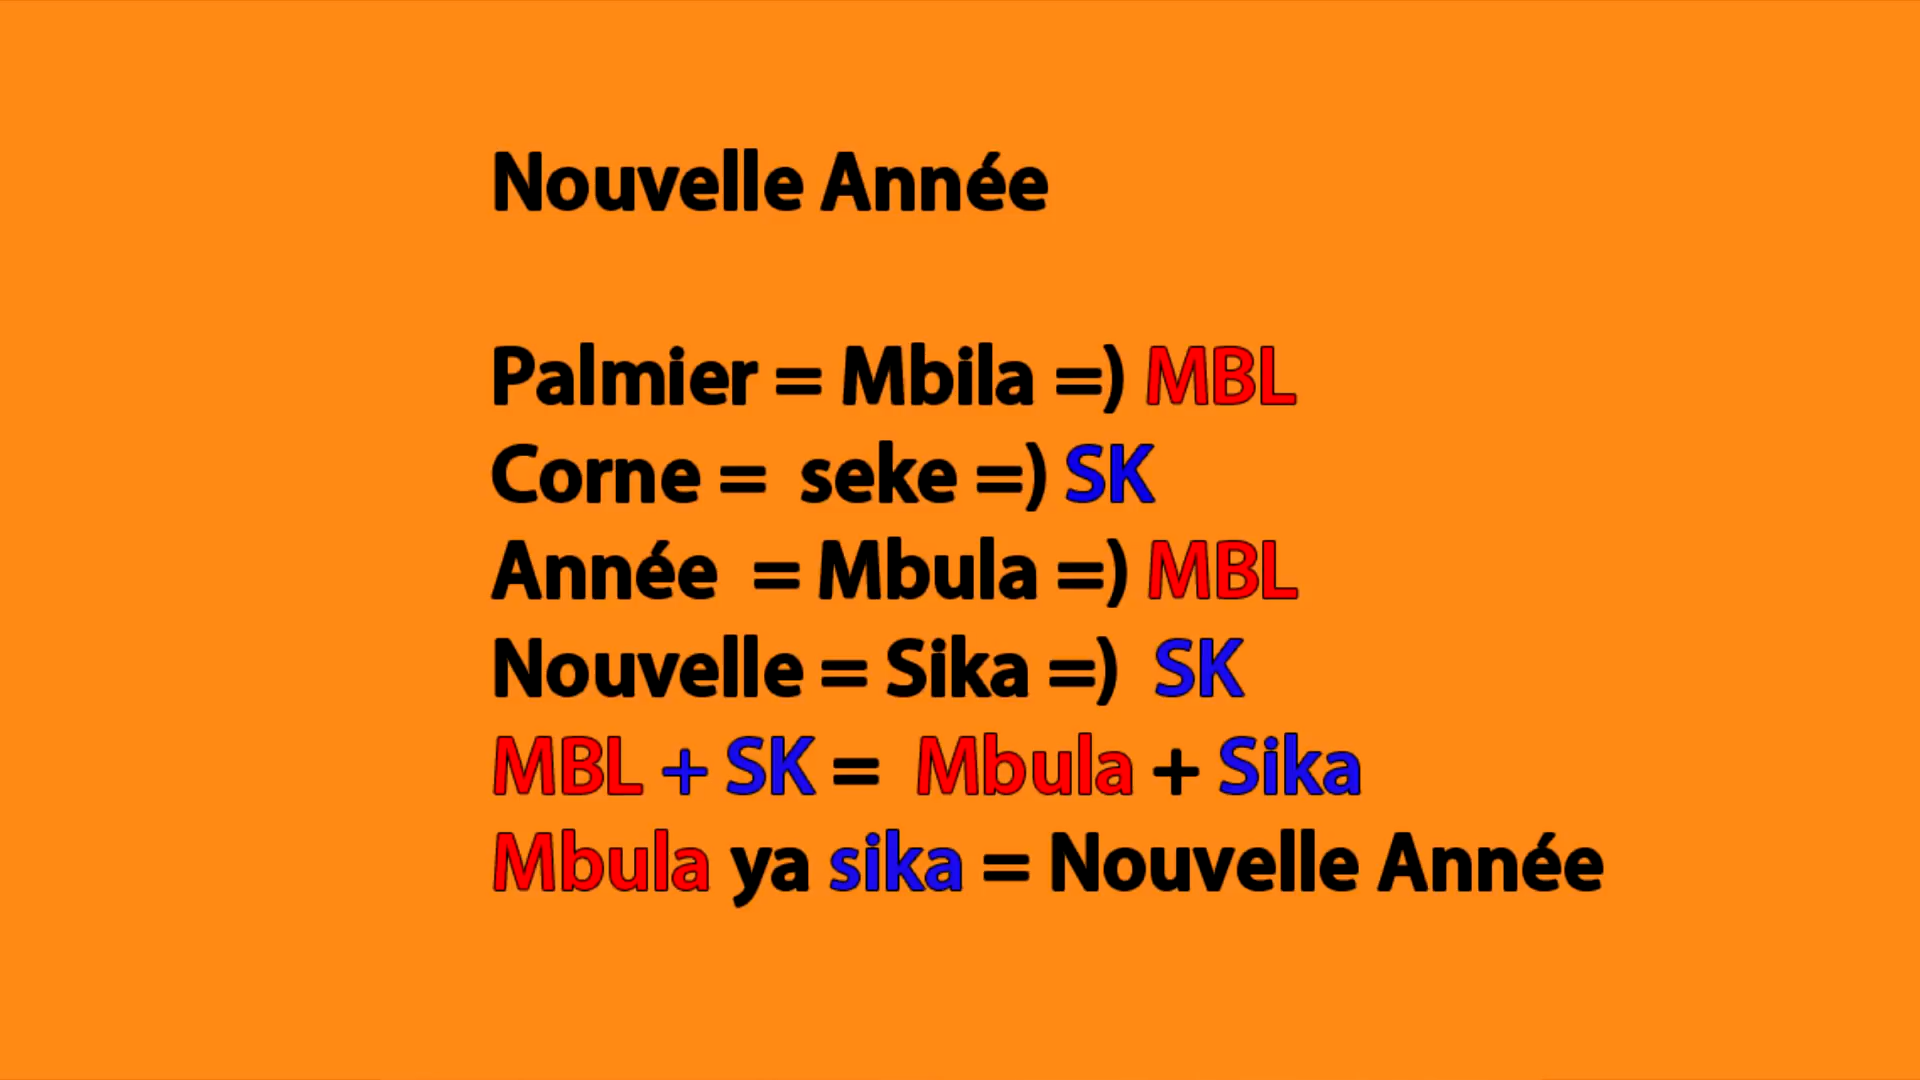 Nouvelle Année
Palmier = Mbila =) MBL
Corne = seke =) SK
Année = Mbula =) MBL
Nouvelle = Sika =) SK
MBL + SK = Mbula + Sika
Mbula ya sika = Nouvelle Année